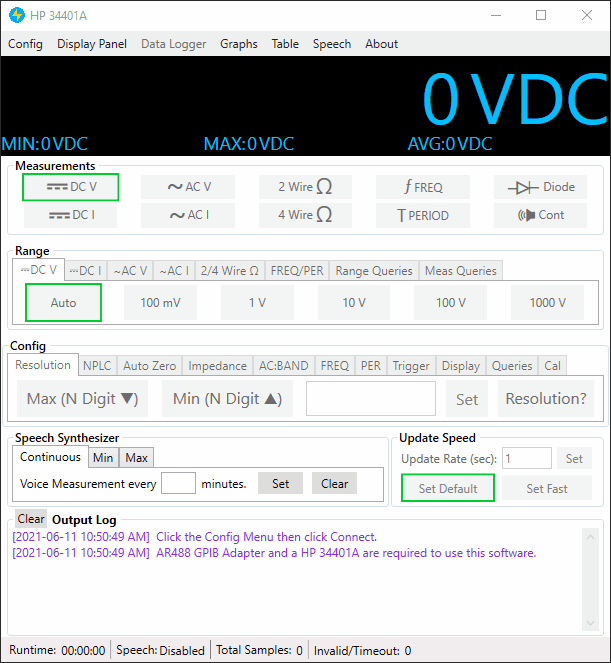 HP 34401A
Config Display Panel Data Logger Graphs Table Speech About
0 VDC
MIN: 0 VDC MAX: 0 VDC AVG: 0 VDC
Measurements
DC V AC V 2 Wire Ω ƒ FREQ Diode
DC I AC I 4 Wire Ω T PERIOD Cont
Range
DC V DC I ~AC V ~AC I 2/4 Wire Ω FREQ/PER Range Queries Meas Queries
Auto 100 mV 1 V 10 V 100 V 1000 V
Config
Resolution NPLC Auto Zero Impedance AC:BAND FREQ PER Trigger Display Queries Cal
Max (N Digit ▼) Min (N Digit ▲) Set Resolution?
Speech Synthesizer
Continuous Min Max
Voice Measurement every minutes. Set Clear
Update Speed
Update Rate (sec): 1 Set
Set Default Set Fast
Clear Output Log
[2021-06-11 10:50:49 AM] Click the Config Menu then click Connect.
[2021-06-11 10:50:49 AM] AR488 GPIB Adapter and a HP 34401A are required to use this software.
Runtime: 00:00:00 Speech: Disabled Total Samples: 0 Invalid/Timeout: 0